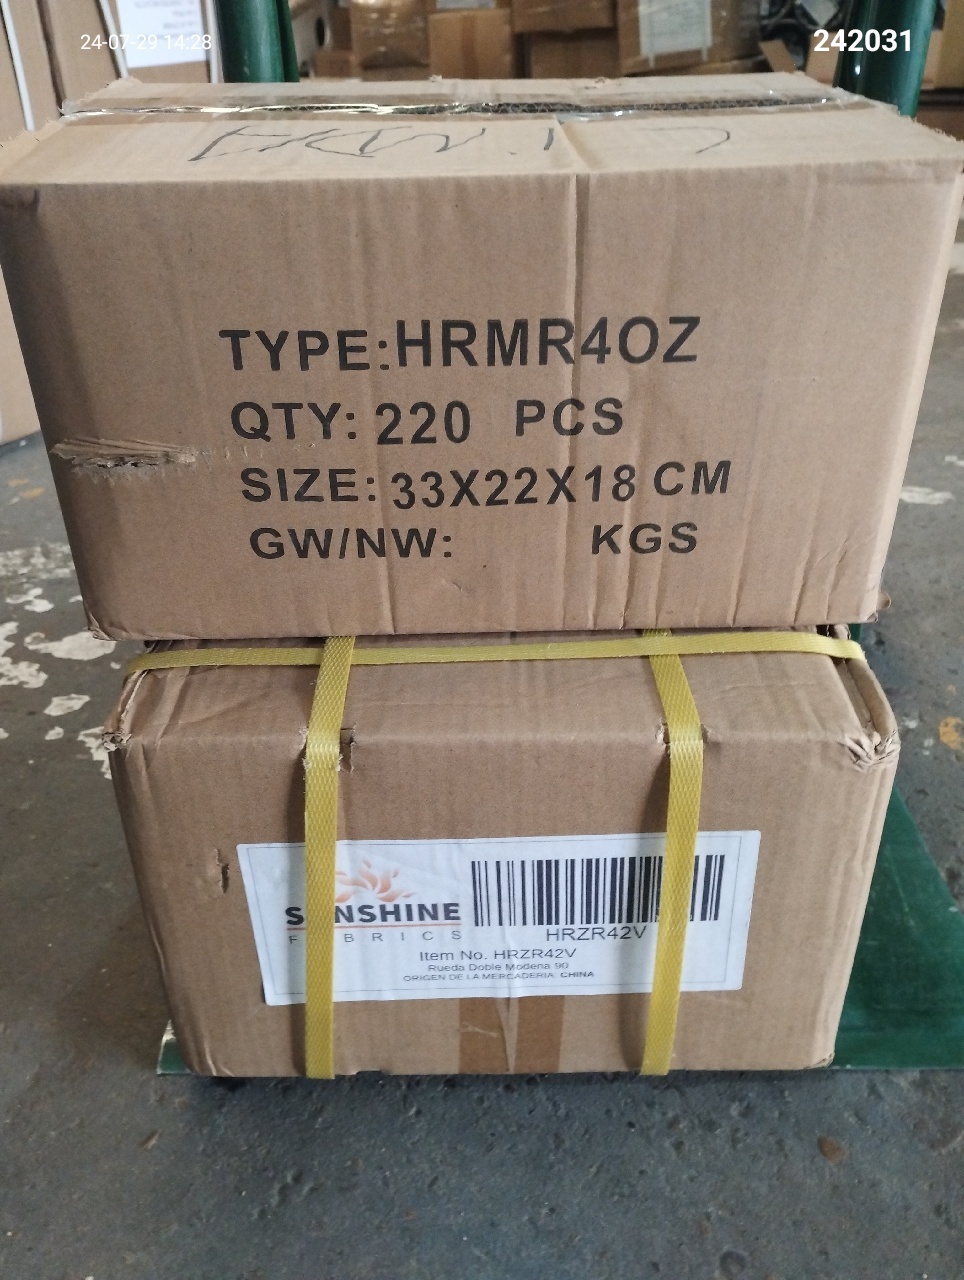 24-07-29 14:28
242031
TYPE:HRMR4OZ
QTY: 220 PCS
SIZE: 33X22X18 CM
GW/NW: KGS
SUNSHINE
FABRICS
HRZR42V
Item No. HRZR42V
Rueda Doble Modena 90
ORIGEN DE LA MERCADERIA: CHINA